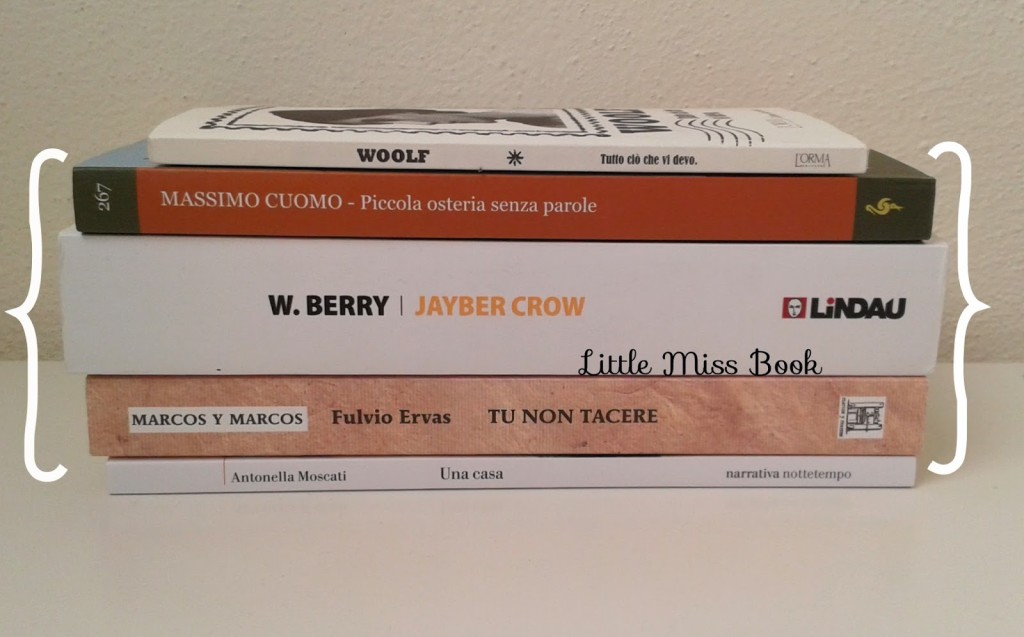 WOOLF
WOOLF Tutto ciò che vi devo. L'ORMA
267 MASSIMO CUOMO - Piccola osteria senza parole
W. BERRY | JAYBER CROW LiNDAU
Little Miss Book
MARCOS Y MARCOS Fulvio Ervas TU NON TACERE
Antonella Moscati Una casa narrativa nottetempo